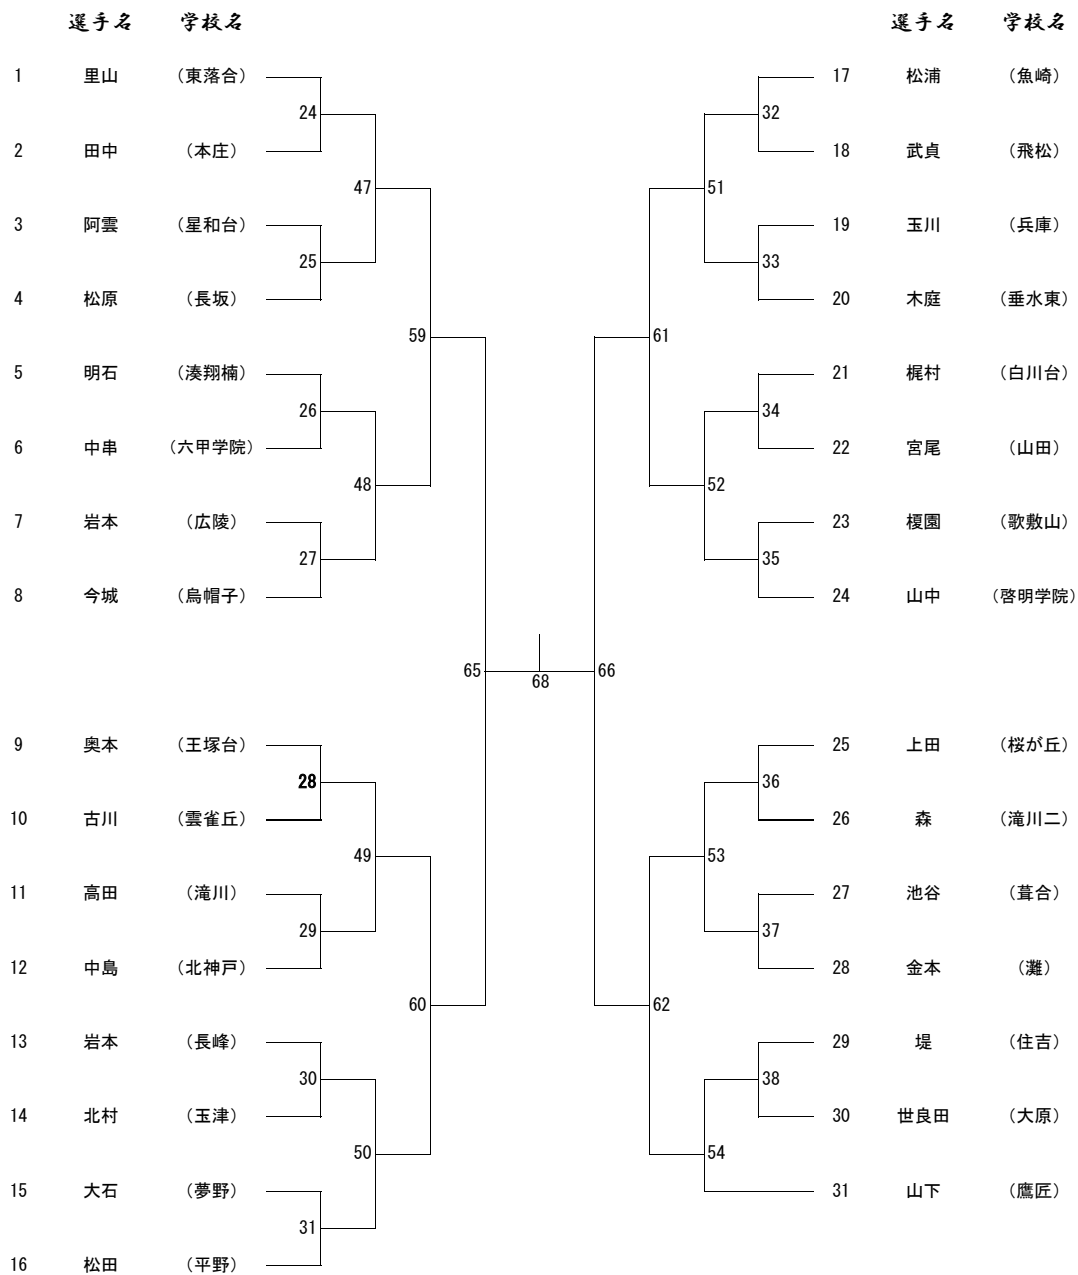 選手名 学校名 選手名 学校名
1 里山 （東落合） 17 松浦 （魚崎）
24 32
2 田中 （本庄） 18 武貞 （飛松）
47 51
3 阿雲 （星和台） 19 玉川 （兵庫）
25 33
4 松原 （長坂） 20 木庭 （垂水東）
59 61
5 明石 （湊翔楠） 21 梶村 （白川台）
26 34
6 中串 （六甲学院） 22 宮尾 （山田）
48 52
7 岩本 （広陵） 23 榎園 （歌敷山）
27 35
8 今城 （烏帽子） 24 山中 （啓明学院）
65 66
68
9 奥本 （王塚台） 25 上田 （桜が丘）
28 36
10 古川 （雲雀丘） 26 森 （滝川二）
49 53
11 高田 （滝川） 27 池谷 （葺合）
29 37
12 中島 （北神戸） 28 金本 （灘）
60 62
13 岩本 （長峰） 29 堤 （住吉）
30 38
14 北村 （玉津） 30 世良田 （大原）
50 54
15 大石 （夢野） 31 山下 （鷹匠）
31
16 松田 （平野）